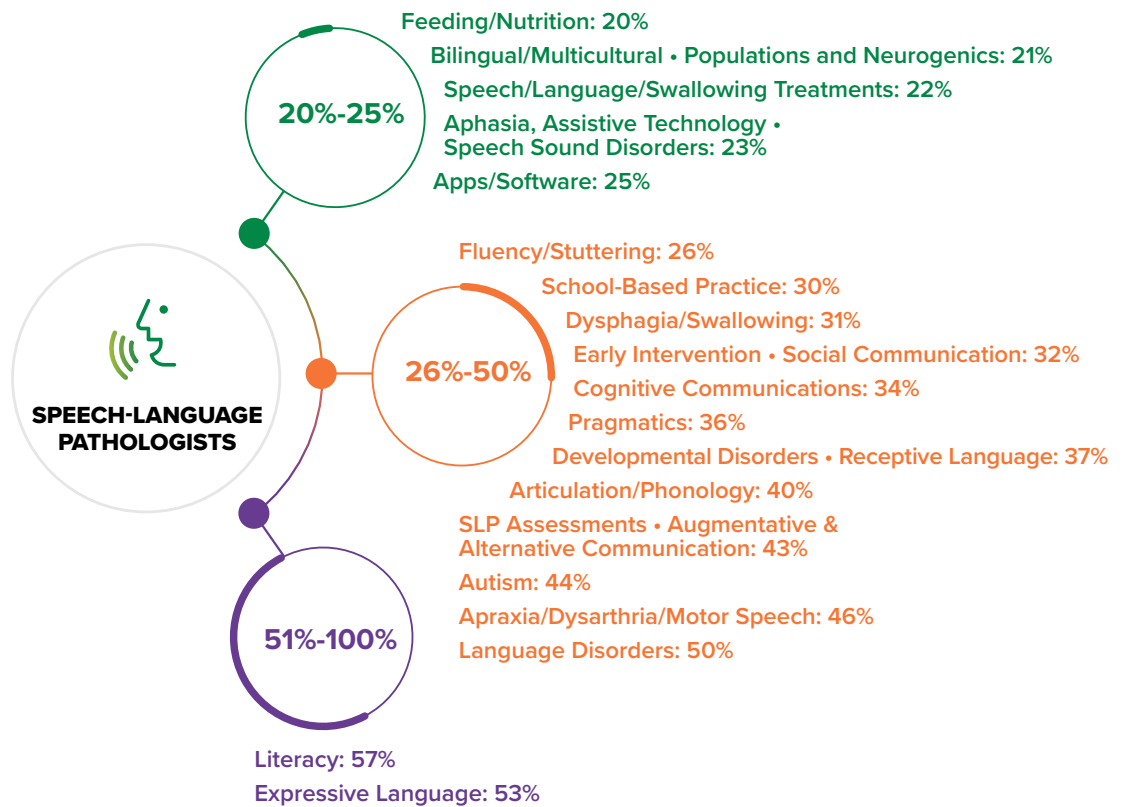 Feeding/Nutrition: 20%
Bilingual/Multicultural • Populations and Neurogenics: 21%
Speech/Language/Swallowing Treatments: 22%
Aphasia, Assistive Technology •
Speech Sound Disorders: 23%
Apps/Software: 25%
20%-25%
Fluency/Stuttering: 26%
School-Based Practice: 30%
Dysphagia/Swallowing: 31%
Early Intervention • Social Communication: 32%
Cognitive Communications: 34%
Pragmatics: 36%
Developmental Disorders • Receptive Language: 37%
Articulation/Phonology: 40%
SLP Assessments • Augmentative &
Alternative Communication: 43%
Autism: 44%
Apraxia/Dysarthria/Motor Speech: 46%
Language Disorders: 50%
26%-50%
SPEECH-LANGUAGE
PATHOLOGISTS
51%-100%
Literacy: 57%
Expressive Language: 53%